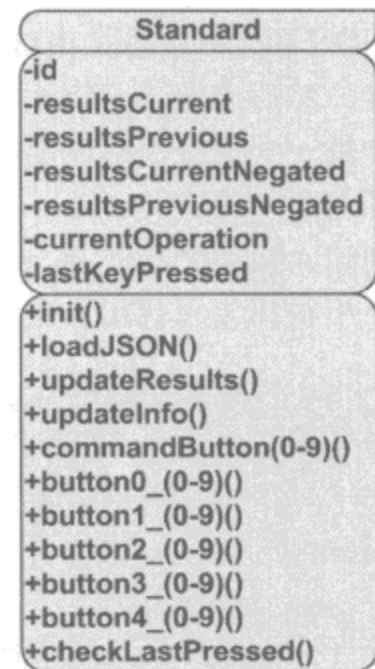 Standard
-id
-resultsCurrent
-resultsPrevious
-resultsCurrentNegated
-resultsPreviousNegated
-currentOperation
-lastKeyPressed
+init()
+loadJSON()
+updateResults()
+updateInfo()
+commandButton(0-9)()
+button0_(0-9)()
+button1_(0-9)()
+button2_(0-9)()
+button3_(0-9)()
+button4_(0-9)()
+checkLastPressed()